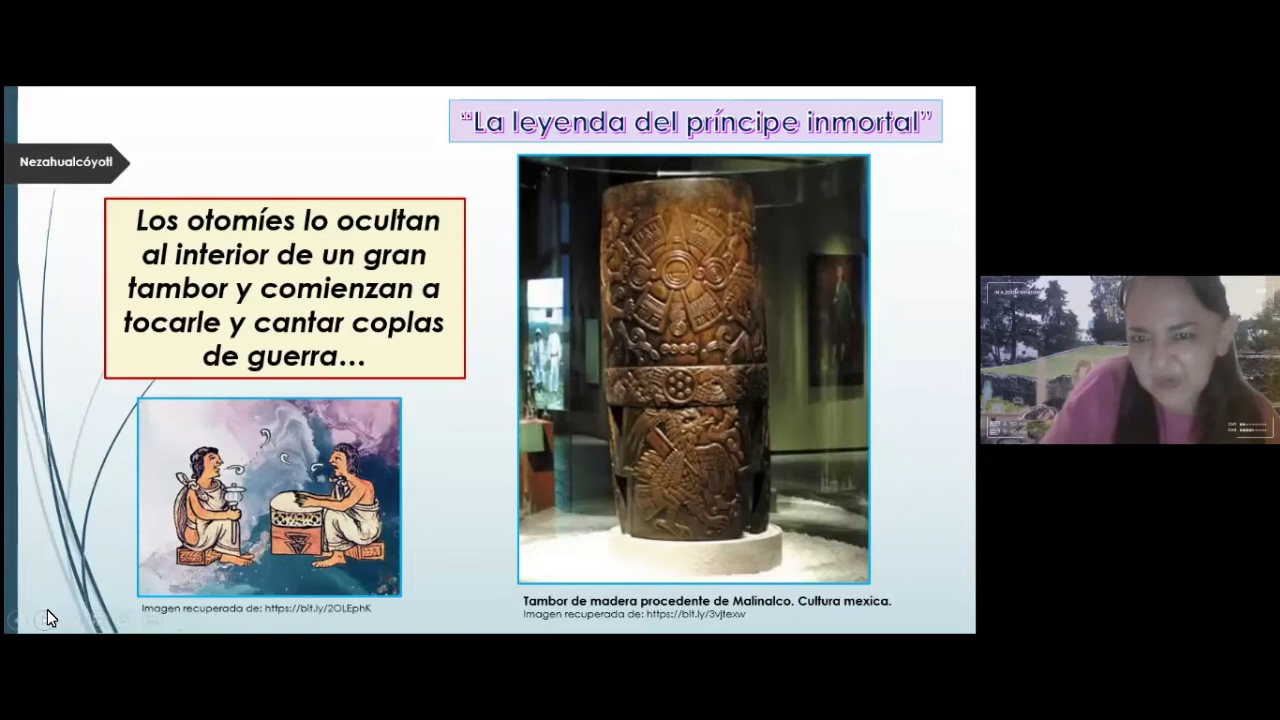 “La leyenda del príncipe inmortal”
Nezahualcóyotl
Los otomíes lo ocultan
al interior de un gran
tambor y comienzan a
tocarle y cantar coplas
de guerra...
Imagen recuperada de: https://bit.ly/2OLEphK
Tambor de madera procedente de Malinalco. Cultura mexica.
Imagen recuperada de: https://bit.ly/3vjtexw